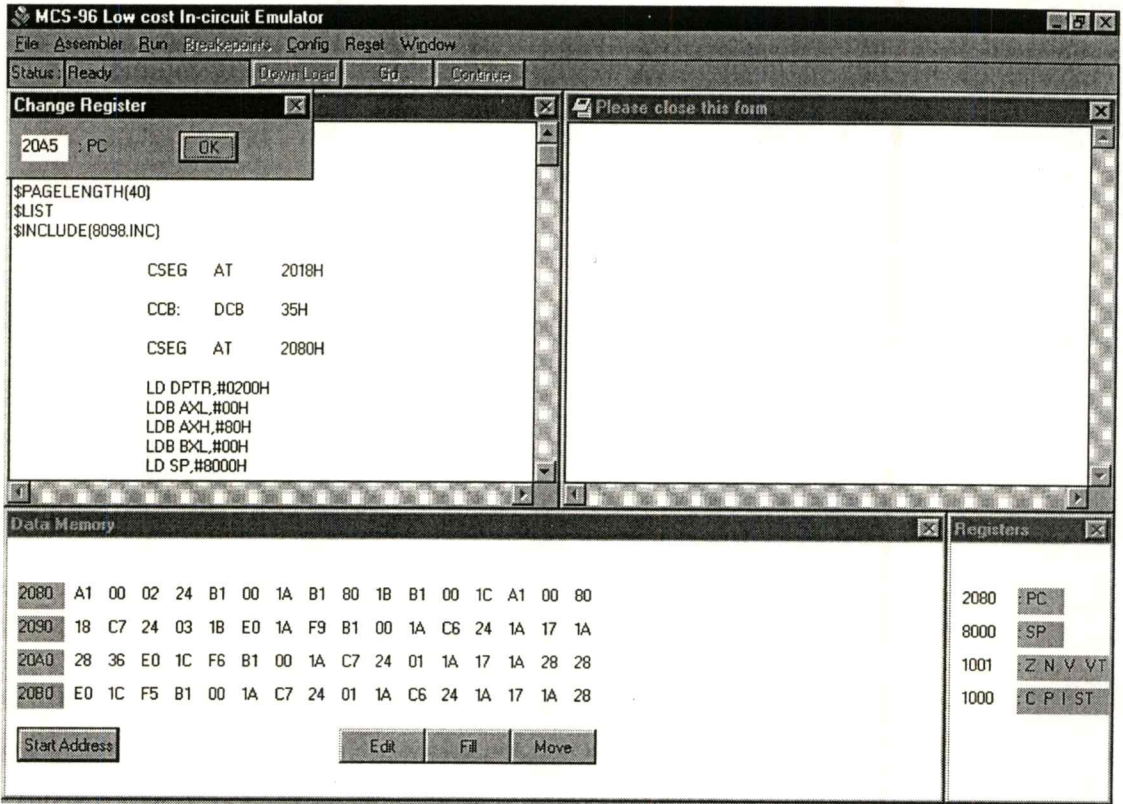 MCS-96 Low cost In-circuit Emulator
File Assembler Run Breakepoints Config Reset Window
Status: Ready Down Load Go Continue
Change Register
20A5 : PC OK
Please close this form
$PAGELENGTH(40)
$LIST
$INCLUDE(8098.INC)
CSEG AT 2018H
CCB: DCB 35H
CSEG AT 2080H
LD DPTR,#0200H
LDB AXL,#00H
LDB AXH,#80H
LDB BXL,#00H
LD SP,#8000H
Data Memory
2080 A1 00 02 24 B1 00 1A B1 80 1B B1 00 1C A1 00 80
2090 18 C7 24 03 1B E0 1A F9 B1 00 1A C6 24 1A 17 1A
20A0 28 36 E0 1C F6 B1 00 1A C7 24 01 1A 17 1A 28 28
20B0 E0 1C F5 B1 00 1A C7 24 01 1A C6 24 1A 17 1A 28
Start Address Edit Fill Move
Registers
2080 : PC
8000 : SP
1001 : Z N V VT
1000 : C P I ST